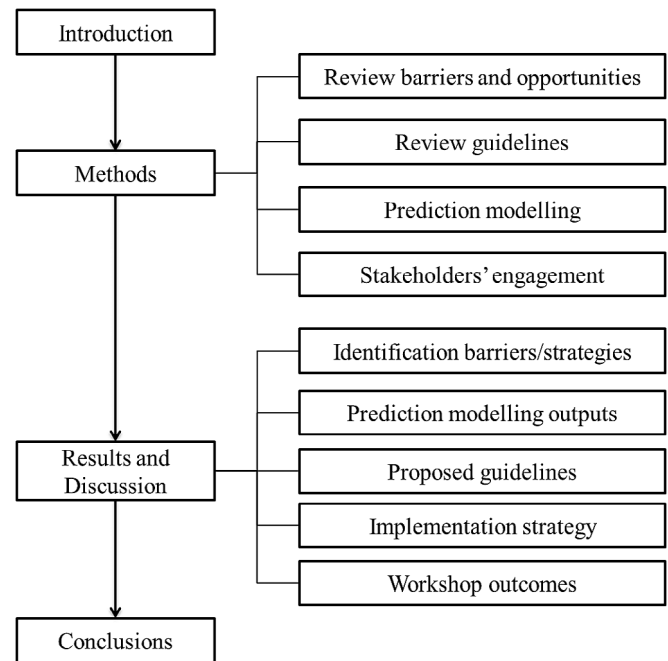 Introduction
Methods
Review barriers and opportunities
Review guidelines
Prediction modelling
Stakeholders' engagement
Results and
Discussion
Identification barriers/strategies
Prediction modelling outputs
Proposed guidelines
Implementation strategy
Workshop outcomes
Conclusions